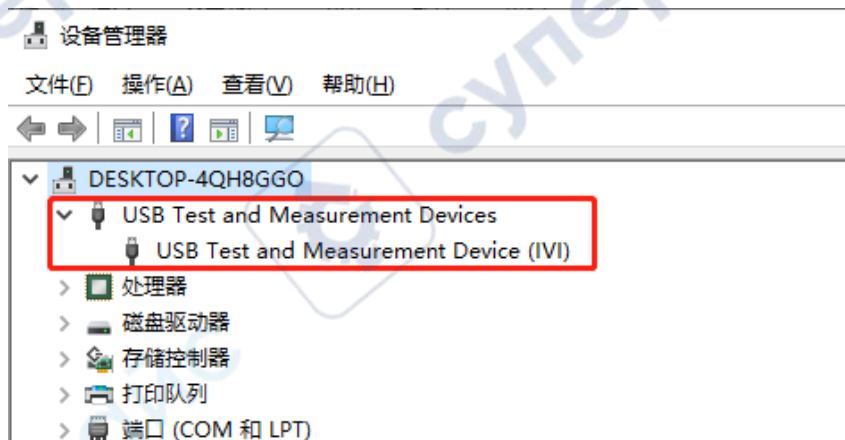 设备管理器
文件(F) 操作(A) 查看(V) 帮助(H)
DESKTOP-4QH8GGO
USB Test and Measurement Devices
USB Test and Measurement Device (IVI)
处理器
磁盘驱动器
存储控制器
打印队列
端口 (COM 和 LPT)